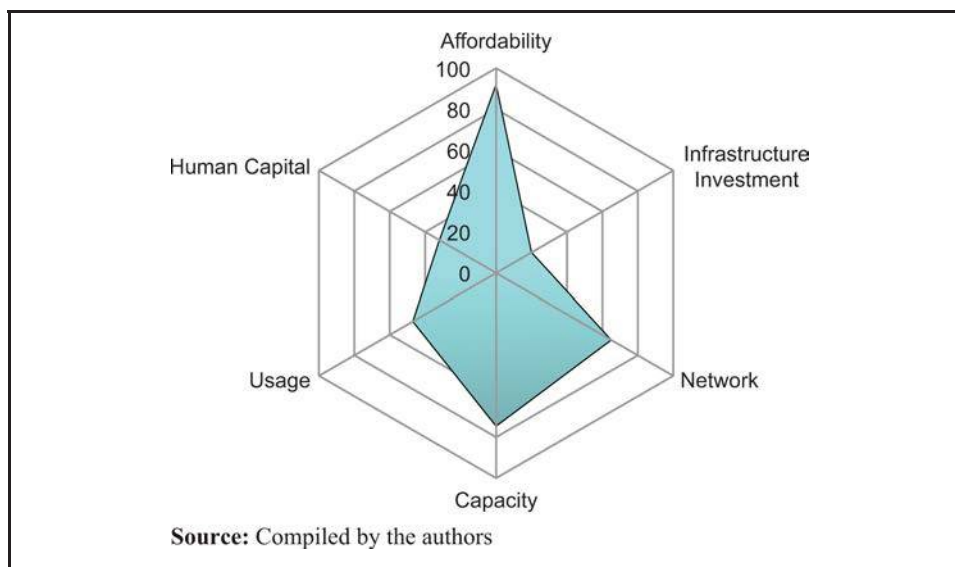 Affordability
100
80
60
40
20
0
Human Capital
Infrastructure
Investment
Usage
Network
Capacity
Source: Compiled by the authors